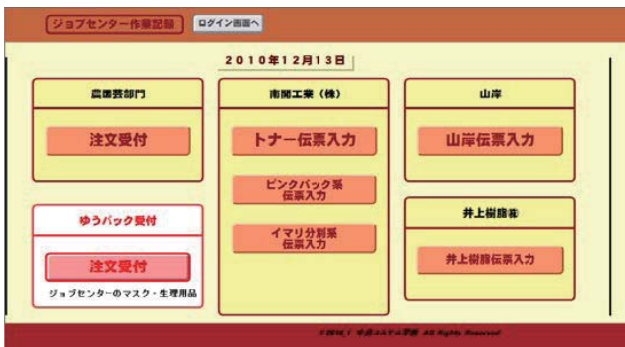 ジョブセンター作業記録
ログイン画面へ
2010年12月13日
農園芸部門
注文受付
ゆうパック受付
注文受付
ジョブセンターのマスク・生理用品
南開工業（株）
トナー伝票入力
ピンクパック系
伝票入力
イマリ分別系
伝票入力
山岸
山岸伝票入力
井上樹脂㈱
井上樹脂伝票入力
All Rights Reserved